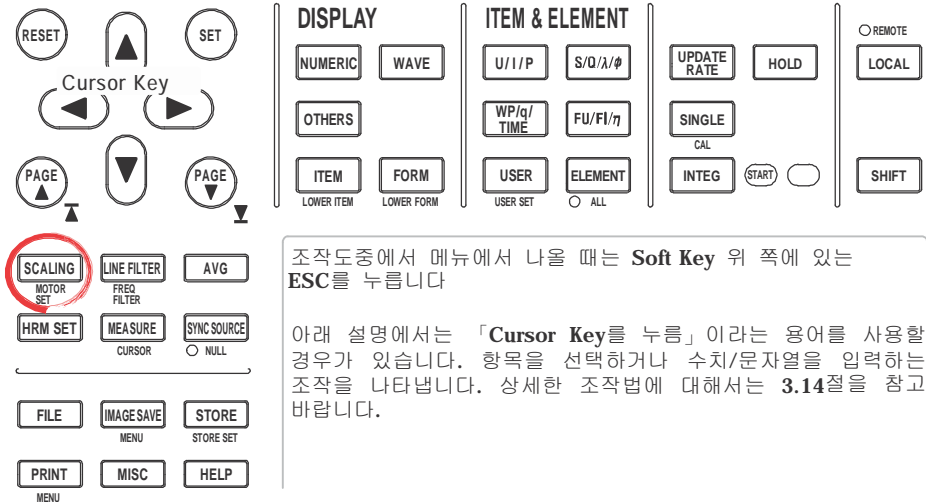 RESET
SET
Cursor Key
PAGE
PAGE
DISPLAY
NUMERIC WAVE
OTHERS
ITEM FORM
LOWER ITEM LOWER FORM
ITEM & ELEMENT
U/I/P S/Q/λ/ϕ
WP/q/
TIME
FU/FI/η
USER ELEMENT
USER SET ALL
UPDATE
RATE
HOLD
SINGLE
CAL
INTEG START
REMOTE
LOCAL
SHIFT
SCALING LINE FILTER AVG
MOTOR
SET
FREQ
FILTER
HRM SET MEASURE SYNC SOURCE
CURSOR NULL
FILE IMAGE SAVE STORE
MENU STORE SET
PRINT MISC HELP
MENU
조작도중에서 메뉴에서 나올 때는 Soft Key 위 쪽에 있는
ESC를 누릅니다
아래 설명에서는 「Cursor Key를 누름」이라는 용어를 사용할
경우가 있습니다. 항목을 선택하거나 수치/문자열을 입력하는
조작을 나타냅니다. 상세한 조작법에 대해서는 3.14절을 참고
바랍니다.